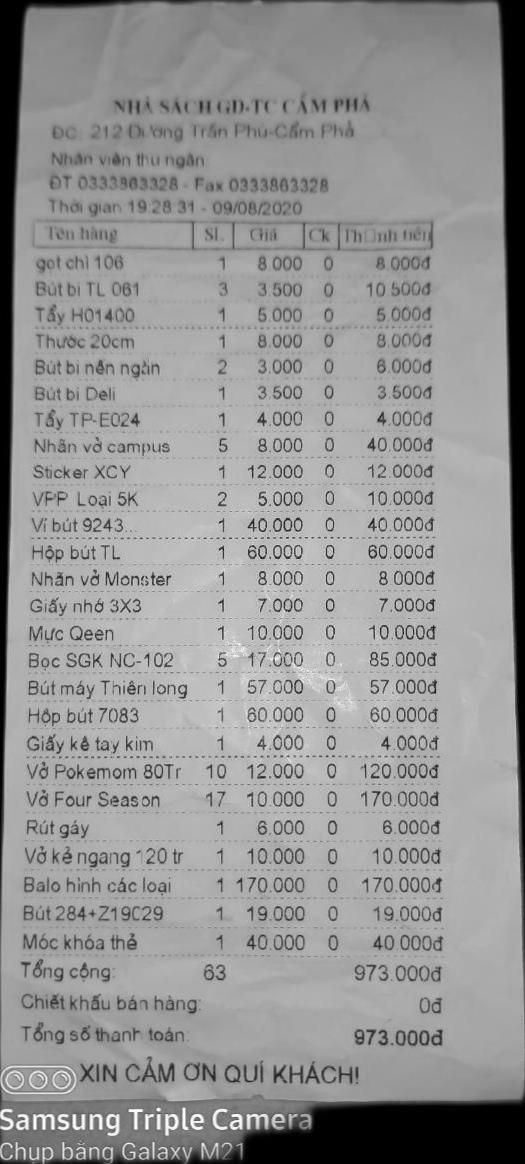 NHÀ SÁCH GD-TC CẨM PHẢ
ĐC: 212 Đường Trần Phú-Cẩm Phả
Nhân viên thu ngân
ĐT 0333863328 - Fax 0333863328
Thời gian 19:28:31 - 09/08/2020
Tên hàng SL Giá Ck Th□nh tiền
gọt chì 106 1 8.000 0 8.000đ
Bút bi TL 061 3 3.500 0 10.500đ
Tẩy H01400 1 5.000 0 5.000đ
Thước 20cm 1 8.000 0 8.000đ
Bút bi nến ngàn 2 3.000 0 6.000đ
Bút bi Deli 1 3.500 0 3.500đ
Tẩy TP-E024 1 4.000 0 4.000đ
Nhãn vở campus 5 8.000 0 40.000đ
Sticker XCY 1 12.000 0 12.000đ
VPP Loại 5K 2 5.000 0 10.000đ
Ví bút 9243... 1 40.000 0 40.000đ
Hộp bút TL 1 60.000 0 60.000đ
Nhãn vở Monster 1 8.000 0 8.000đ
Giấy nhớ 3X3 1 7.000 0 7.000đ
Mực Qeen 1 10.000 0 10.000đ
Bọc SGK NC-102 5 17.000 0 85.000đ
Bút máy Thiên long 1 57.000 0 57.000đ
Hộp bút 7083 1 60.000 0 60.000đ
Giấy kê tay kim 1 4.000 0 4.000đ
Vở Pokemom 80Tr 10 12.000 0 120.000đ
Vở Four Season 17 10.000 0 170.000đ
Rút gáy 1 6.000 0 6.000đ
Vở kẻ ngang 120 tr 1 10.000 0 10.000đ
Balo hình các loại 1 170.000 0 170.000đ
Bút 284+Z19029 1 19.000 0 19.000đ
Móc khóa thẻ 1 40.000 0 40.000đ
Tổng cộng: 63 973.000đ
Chiết khấu bán hàng: 0đ
Tổng số thanh toán: 973.000đ
XIN CẢM ƠN QUÍ KHÁCH!
Samsung Triple Camera
Chụp bằng Galaxy M21